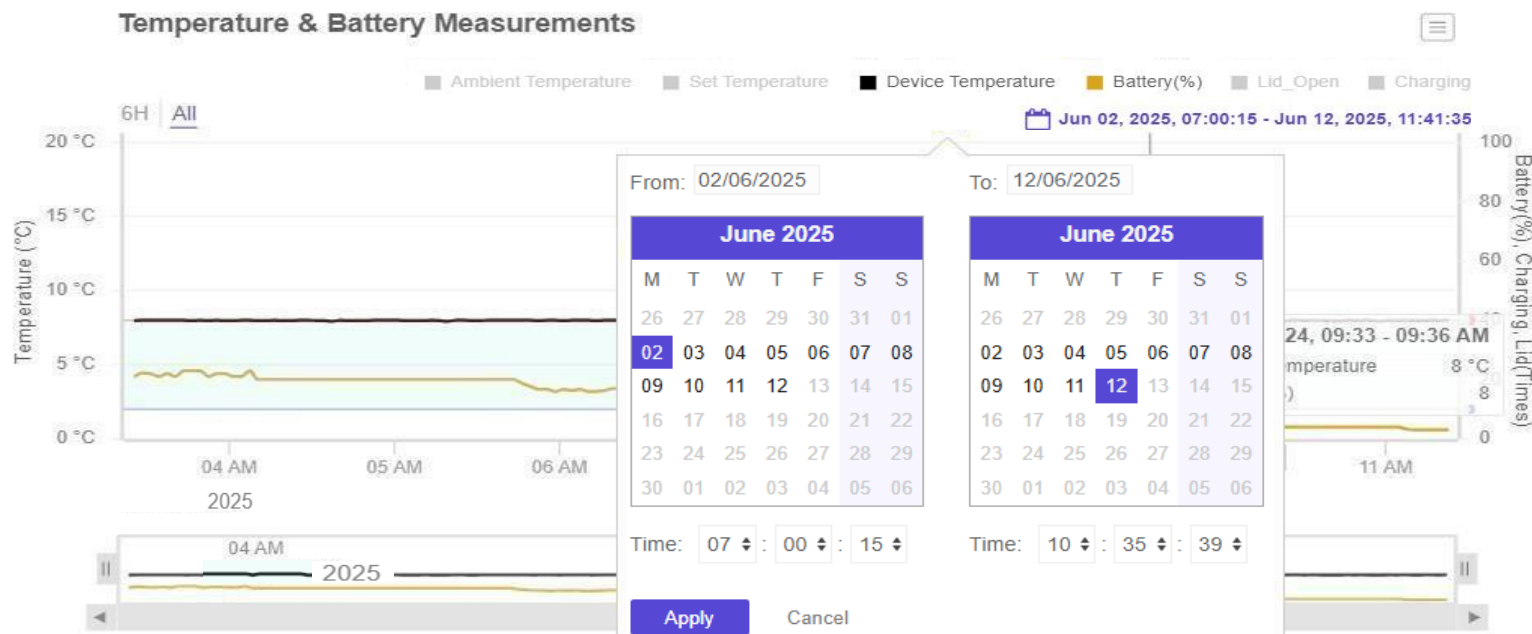 Temperature & Battery Measurements
Ambient Temperature Set Temperature Device Temperature Battery(%) Lid_Open Charging
6H All
Jun 02, 2025, 07:00:15 - Jun 12, 2025, 11:41:35
20 °C
15 °C
10 °C
5 °C
0 °C
Temperature (°C)
100
80
60
40
20
0
Battery(%), Charging, Lid(Times)
From: 02/06/2025
June 2025
M T W T F S S
26 27 28 29 30 31 01
02 03 04 05 06 07 08
09 10 11 12 13 14 15
16 17 18 19 20 21 22
23 24 25 26 27 28 29
30 01 02 03 04 05 06
Time: 07 : 00 : 15
Apply Cancel
To: 12/06/2025
June 2025
M T W T F S S
26 27 28 29 30 31 01
02 03 04 05 06 07 08
09 10 11 12 13 14 15
16 17 18 19 20 21 22
23 24 25 26 27 28 29
30 01 02 03 04 05 06
Time: 10 : 35 : 39
24, 09:33 - 09:36 AM
mperature 8 °C
) 8
04 AM 05 AM 06 AM 11 AM
2025
04 AM
2025